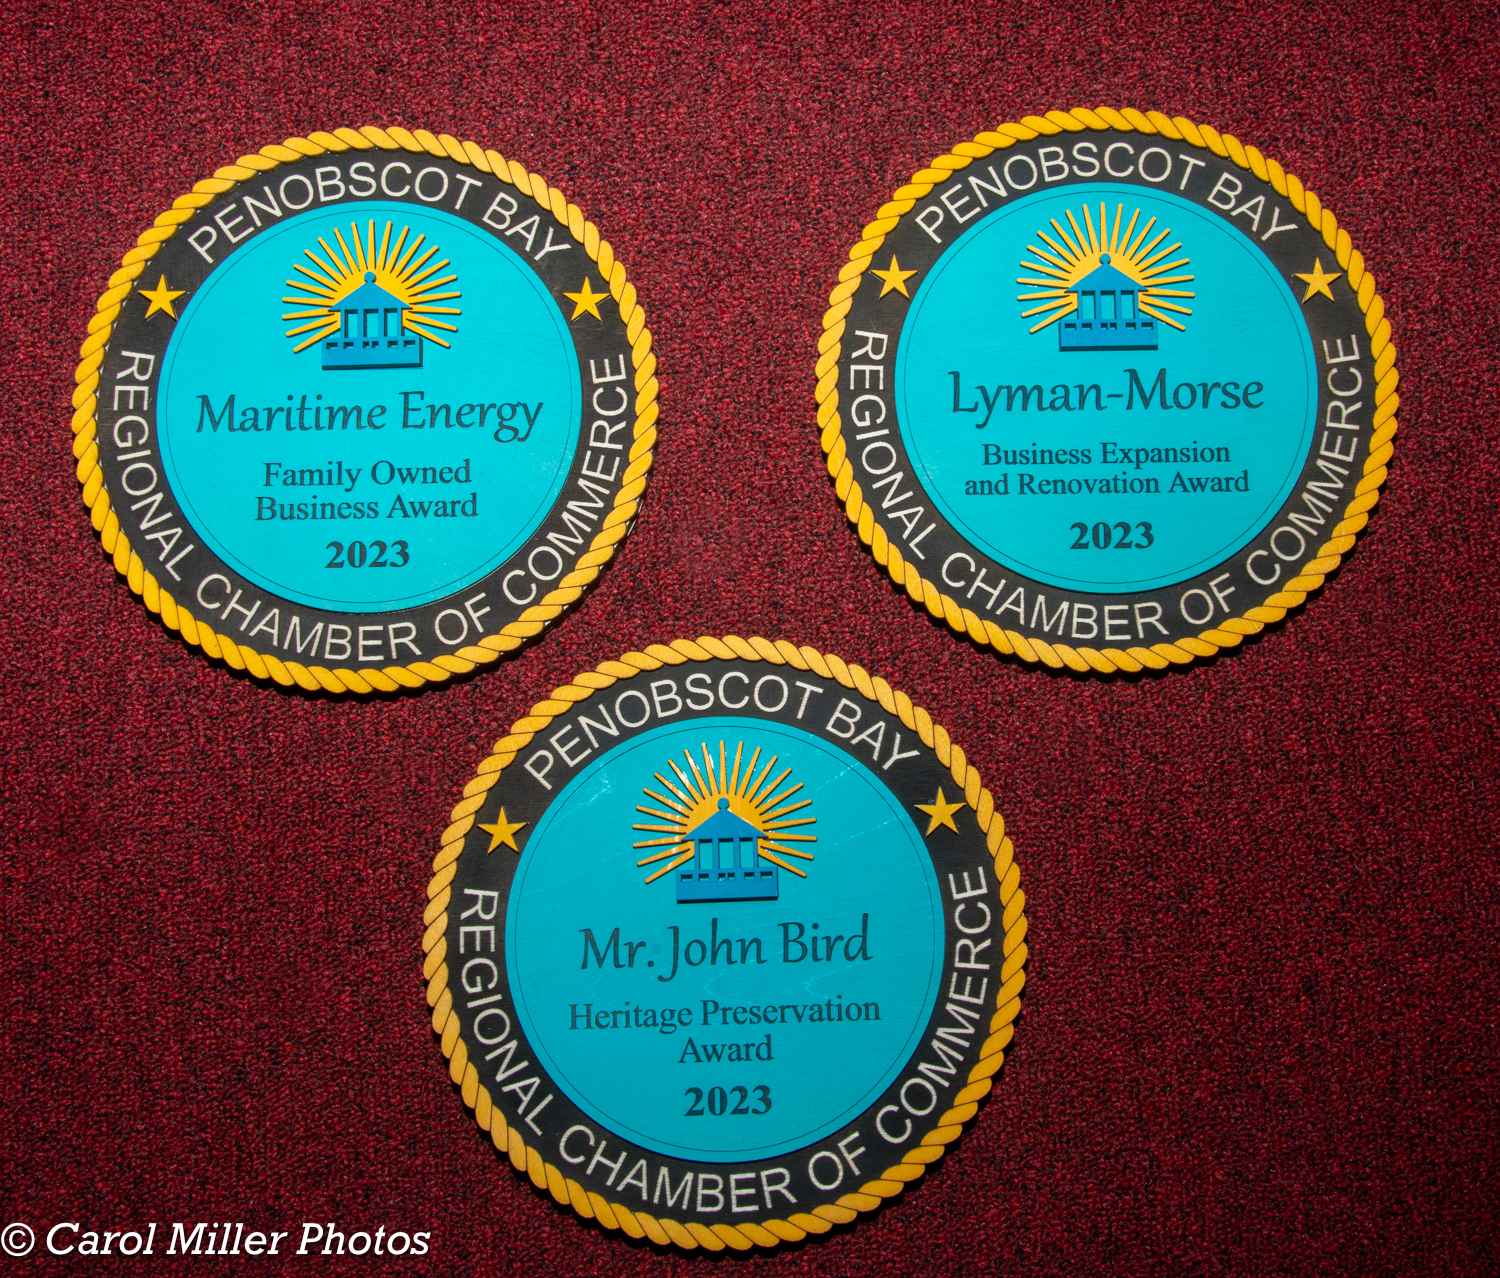 PENOBSCOT BAY
REGIONAL CHAMBER OF COMMERCE
Maritime Energy
Family Owned
Business Award
2023
PENOBSCOT BAY
REGIONAL CHAMBER OF COMMERCE
Lyman-Morse
Business Expansion
and Renovation Award
2023
PENOBSCOT BAY
REGIONAL CHAMBER OF COMMERCE
Mr. John Bird
Heritage Preservation
Award
2023
© Carol Miller Photos